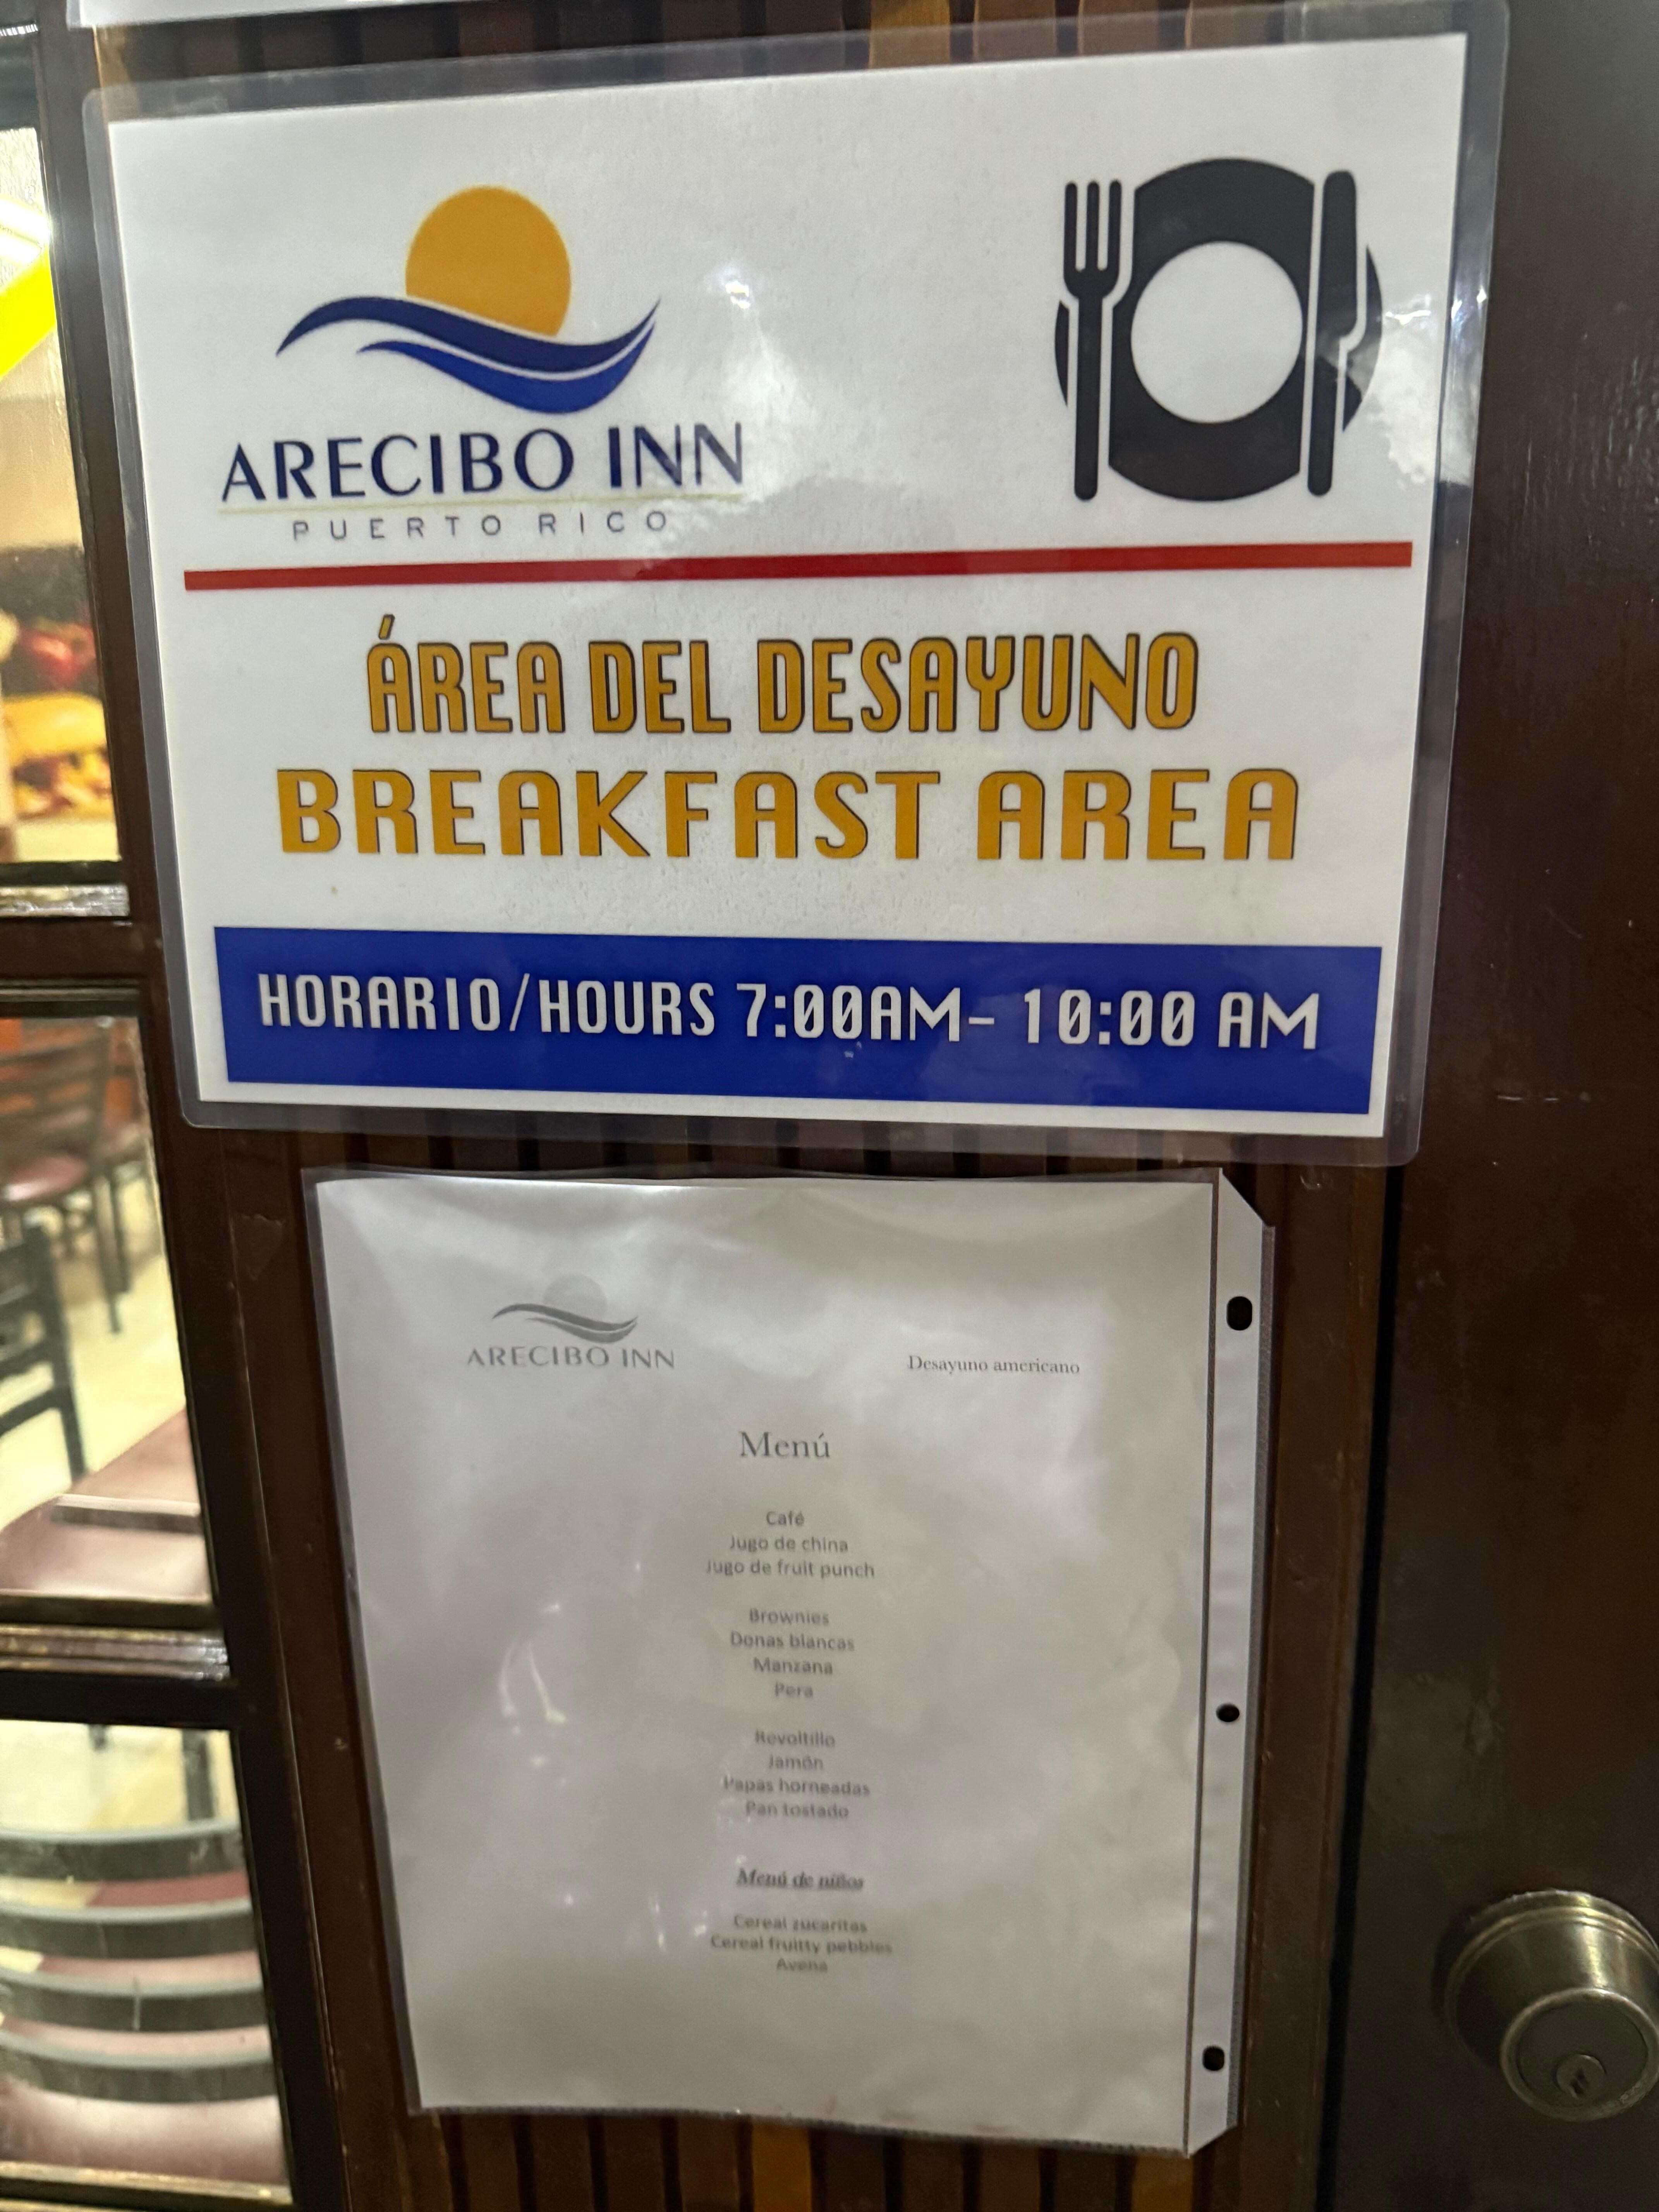 ARECIBO INN
PUERTO RICO
ÁREA DEL DESAYUNO
BREAKFAST AREA
HORARIO/HOURS 7:00AM- 10:00 AM
ARECIBO INN
Desayuno americano
Menú
Café
Jugo de china
Jugo de fruit punch
Brownies
Donas blancas
Manzana
Pera
Revoltillo
Jamón
Papas horneadas
Pan tostado
Menú de niños
Cereal zucaritas
Cereal fruitty pebbles
Avena